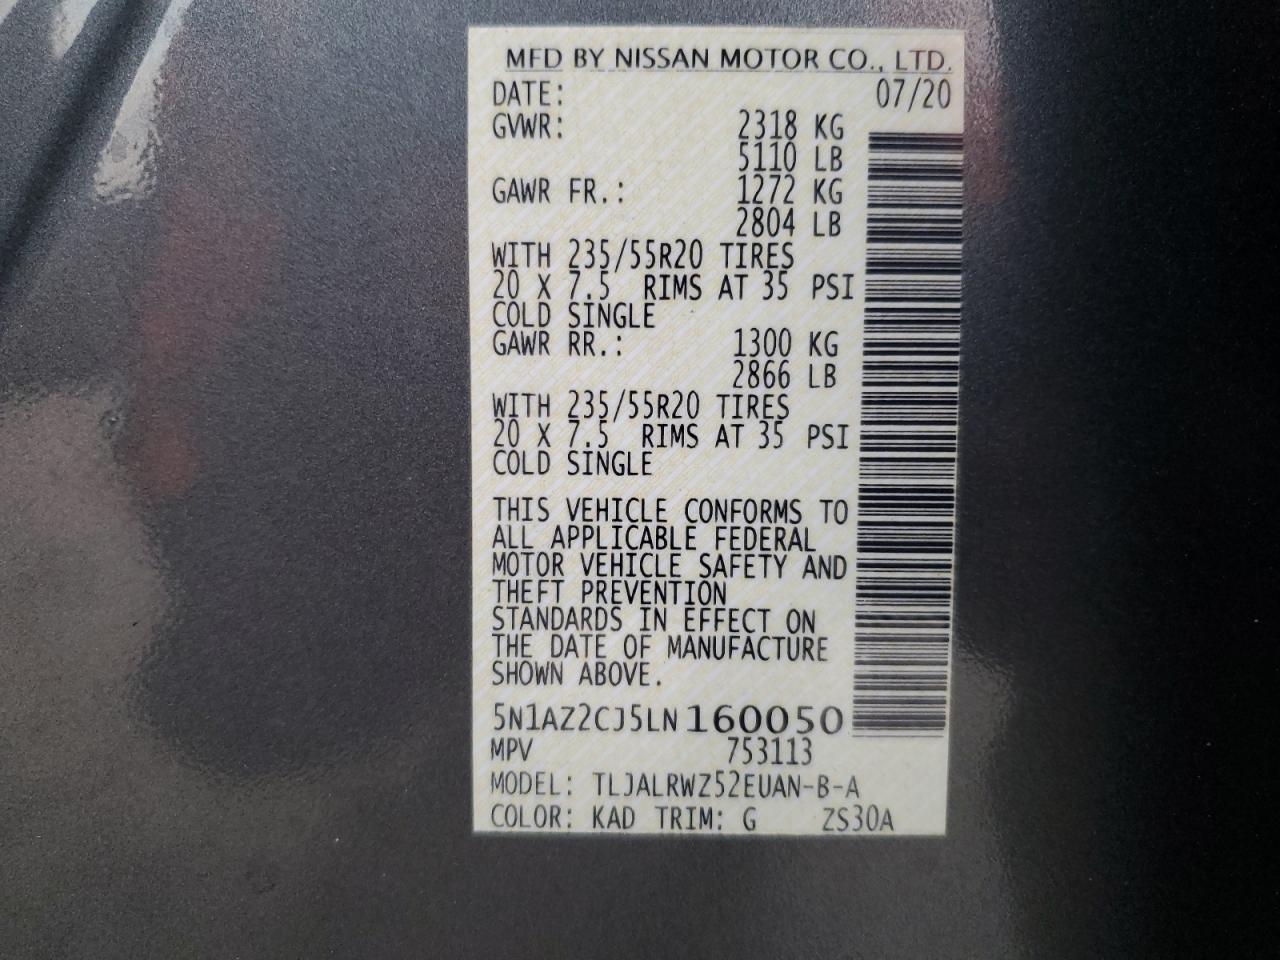 MFD BY NISSAN MOTOR CO., LTD.
DATE: 07/20
GVWR: 2318 KG
5110 LB
GAWR FR.: 1272 KG
2804 LB
WITH 235/55R20 TIRES
20 X 7.5 RIMS AT 35 PSI
COLD SINGLE
GAWR RR.: 1300 KG
2866 LB
WITH 235/55R20 TIRES
20 X 7.5 RIMS AT 35 PSI
COLD SINGLE
THIS VEHICLE CONFORMS TO
ALL APPLICABLE FEDERAL
MOTOR VEHICLE SAFETY AND
THEFT PREVENTION
STANDARDS IN EFFECT ON
THE DATE OF MANUFACTURE
SHOWN ABOVE.
5N1AZ2CJ5LN160050
MPV 753113
MODEL: TLJALRWZ52EUAN-B-A
COLOR: KAD TRIM: G ZS30A